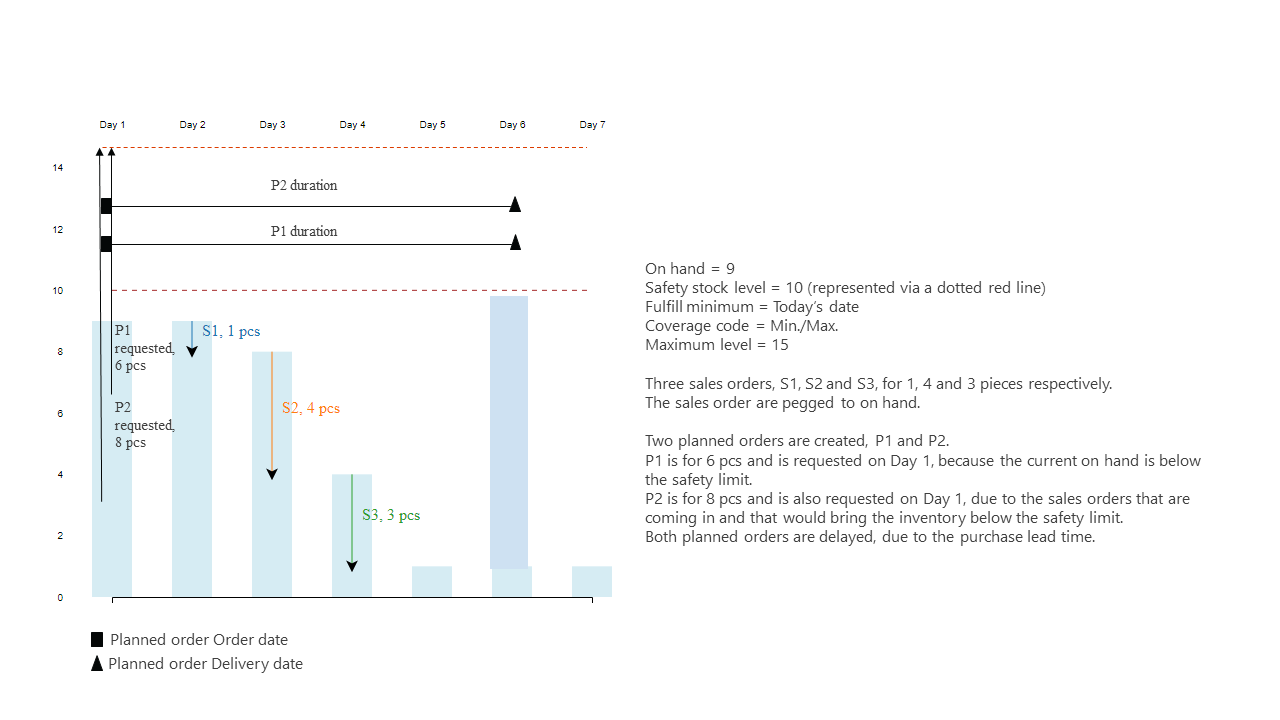 Day 1 Day 2 Day 3 Day 4 Day 5 Day 6 Day 7
14
P2 duration
12
P1 duration
10
P1
requested,
6 pcs
S1, 1 pcs
8
P2
requested,
8 pcs
S2, 4 pcs
6
4
S3, 3 pcs
2
0
Planned order Order date
Planned order Delivery date
On hand = 9
Safety stock level = 10 (represented via a dotted red line)
Fulfill minimum = Today's date
Coverage code = Min./Max.
Maximum level = 15
Three sales orders, S1, S2 and S3, for 1, 4 and 3 pieces respectively.
The sales order are pegged to on hand.
Two planned orders are created, P1 and P2.
P1 is for 6 pcs and is requested on Day 1, because the current on hand is below
the safety limit.
P2 is for 8 pcs and is also requested on Day 1, due to the sales orders that are
coming in and that would bring the inventory below the safety limit.
Both planned orders are delayed, due to the purchase lead time.